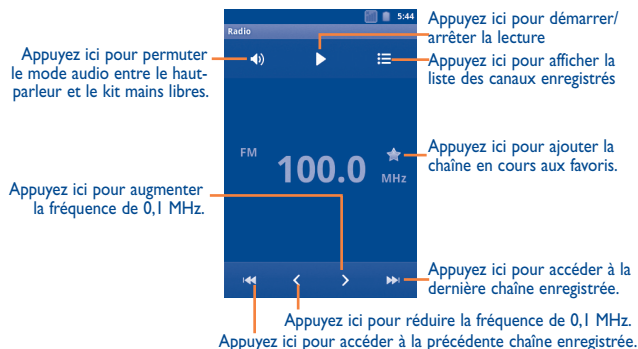 5:44
Radio
Appuyez ici pour démarrer/
arrêter la lecture
Appuyez ici pour permuter
le mode audio entre le haut-
parleur et le kit mains libres.
Appuyez ici pour afficher la
liste des canaux enregistrés
FM
100.0
MHz
Appuyez ici pour ajouter la
chaîne en cours aux favoris.
Appuyez ici pour augmenter
la fréquence de 0,1 MHz.
Appuyez ici pour accéder à la
dernière chaîne enregistrée.
Appuyez ici pour réduire la fréquence de 0,1 MHz.
Appuyez ici pour accéder à la précédente chaîne enregistrée.